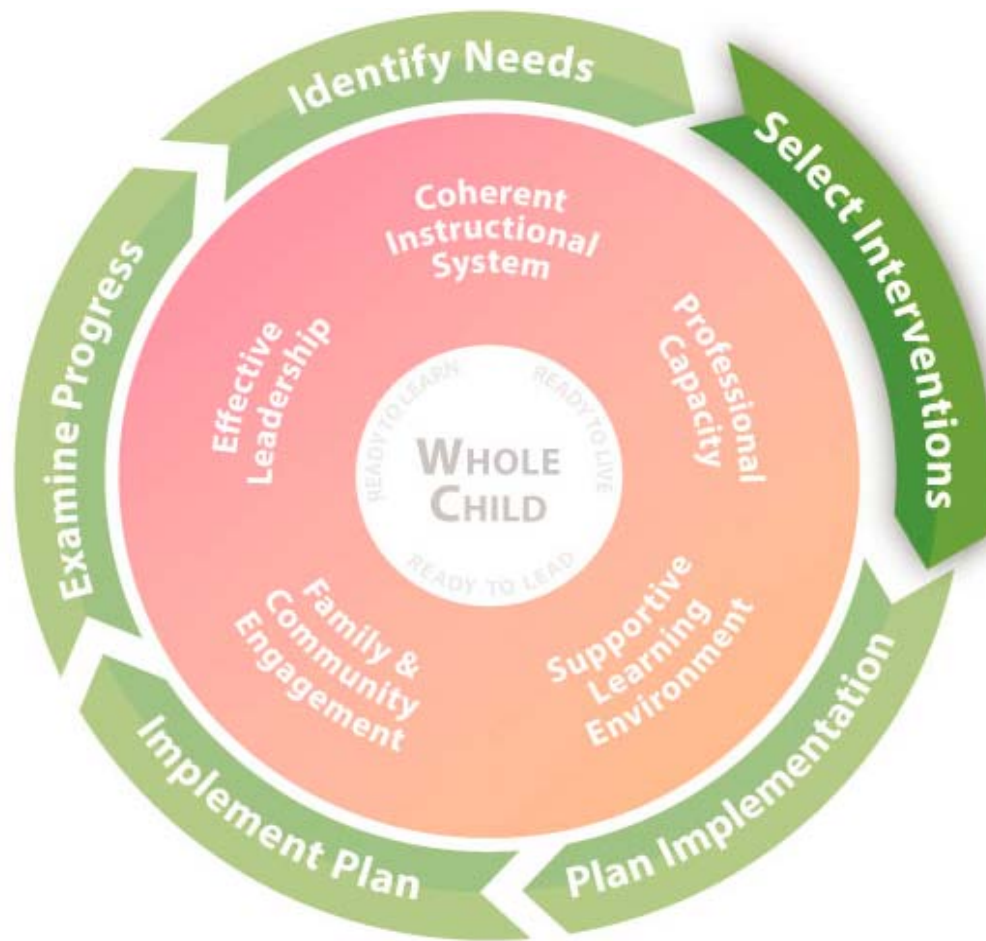 Identify Needs
Select Interventions
Plan Implementation
Implement Plan
Examine Progress
Coherent
Instructional
System
Professional
Capacity
Supportive
Learning
Environment
Family &
Community
Engagement
Effective
Leadership
READY TO LEARN
READY TO LIVE
READY TO LEAD
WHOLE
CHILD